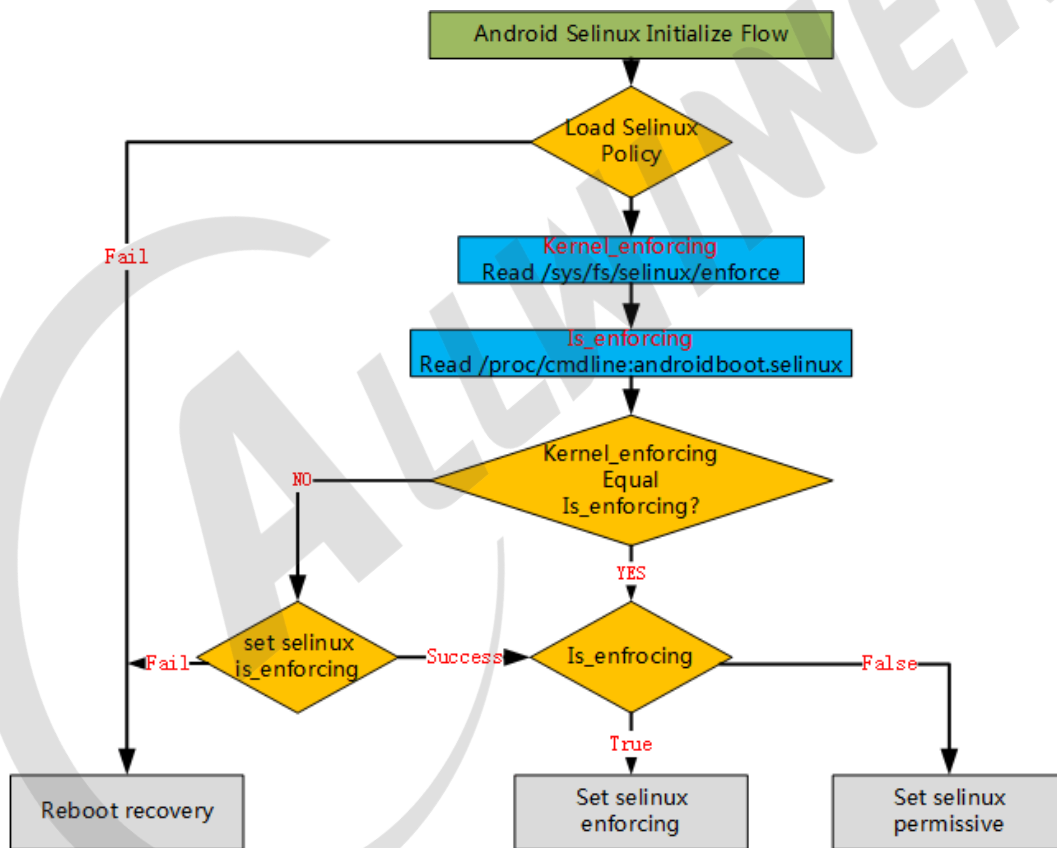 Android Selinux Initialize Flow
Load Selinux
Policy
Fail
Kernel_enforcing
Read /sys/fs/selinux/enforce
Is_enforcing
Read /proc/cmdline:androidboot.selinux
Kernel_enforcing
Equal
Is_enforcing?
NO
YES
set selinux
is_enforcing
Fail
Success
Is_enfrocing
False
True
Reboot recovery
Set selinux
enforcing
Set selinux
permissive
ALLWINNE